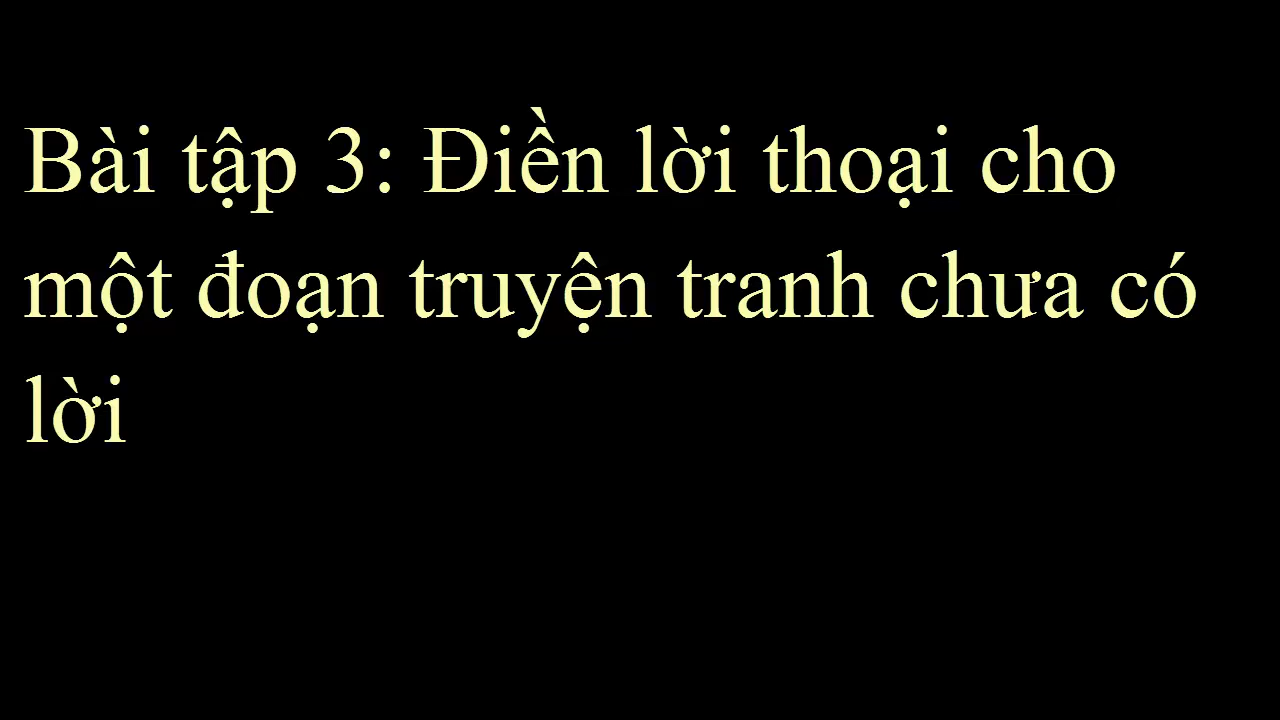 Bài tập 3: Điền lời thoại cho
một đoạn truyện tranh chưa có
lời